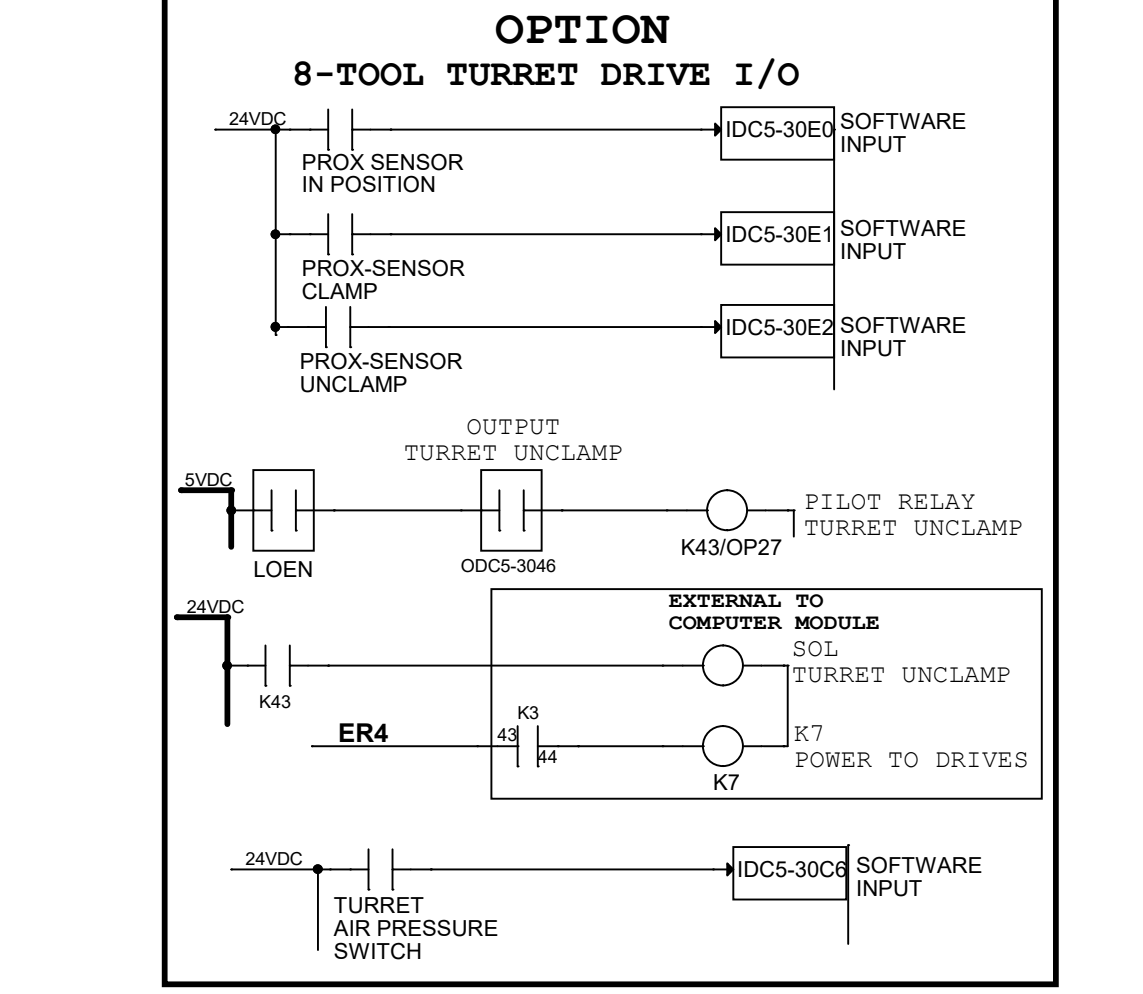 OPTION
8-TOOL TURRET DRIVE I/O
24VDC
IDC5-30E0
SOFTWARE
INPUT
PROX SENSOR
IN POSITION
IDC5-30E1
SOFTWARE
INPUT
PROX-SENSOR
CLAMP
IDC5-30E2
SOFTWARE
INPUT
PROX-SENSOR
UNCLAMP
OUTPUT
TURRET UNCLAMP
5VDC
PILOT RELAY
TURRET UNCLAMP
K43/OP27
LOEN
ODC5-3046
24VDC
EXTERNAL TO
COMPUTER MODULE
SOL
TURRET UNCLAMP
K43
K3
ER4
43
44
K7
POWER TO DRIVES
K7
24VDC
IDC5-30C6
SOFTWARE
INPUT
TURRET
AIR PRESSURE
SWITCH